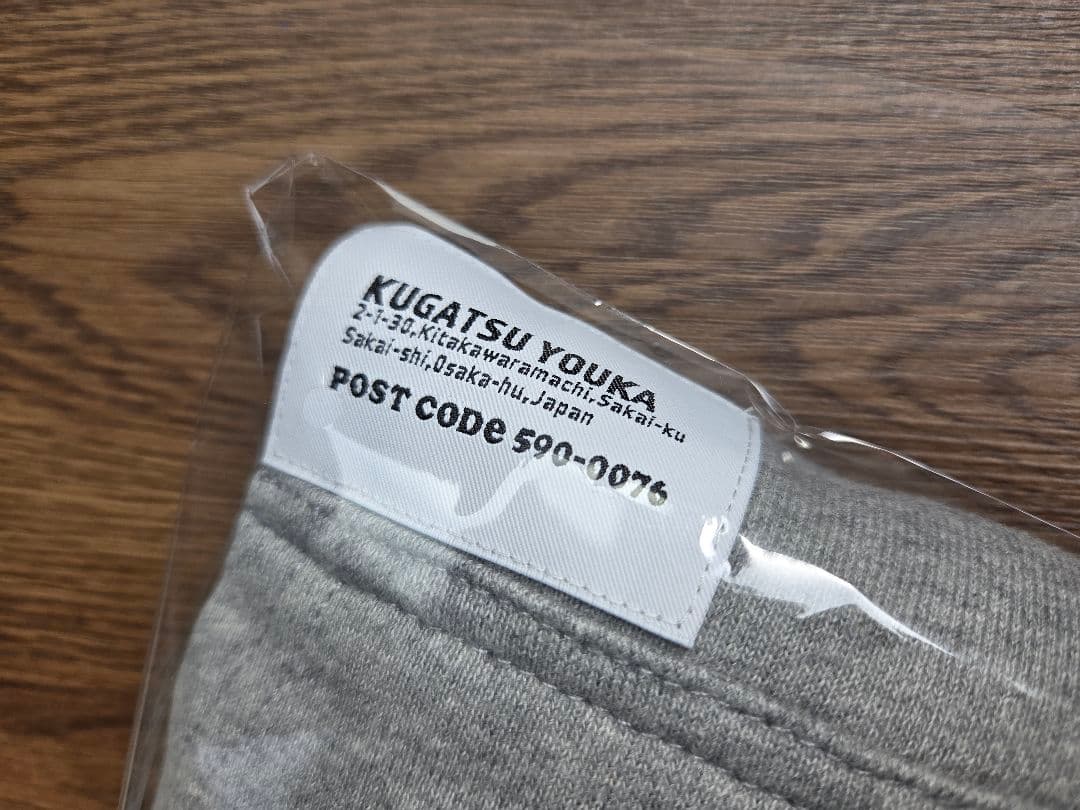 KUGATSU YOUKA
2-1-30,Kitakawaramachi,Sakai-ku
Sakai-shi,Osaka-hu,Japan
POST CODe 590-0076